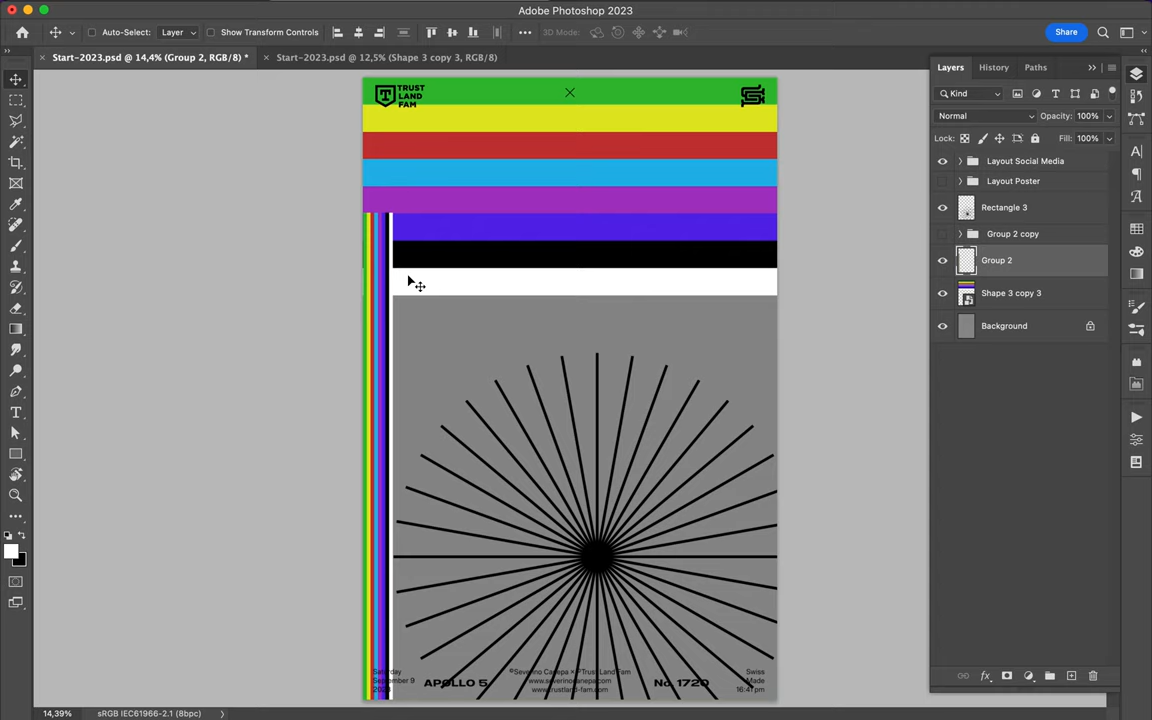 Adobe Photoshop 2023
Auto-Select:
Layer
Show Transform Controls
3D Mode:
Share
Start-2023.psd @ 14,4% (Group 2, RGB/8) *
Start-2023.psd @ 12,5% (Shape 3 copy 3, RGB/8)
Layers
History
Paths
Kind
Normal
Opacity: 100%
Lock:
Fill: 100%
Layout Social Media
Layout Poster
Rectangle 3
Group 2 copy
Group 2
Shape 3 copy 3
Background
TRUST
LAND
FAM
Saturday
September 9
APOLLO 5
©Severino Canepa × ©Trust Land Fam
www.severinocanepa.com
www.trustland-fam.com
No. 1720
Swiss
Made
16:41 pm
14,39%
sRGB IEC61966-2.1 (8bpc)